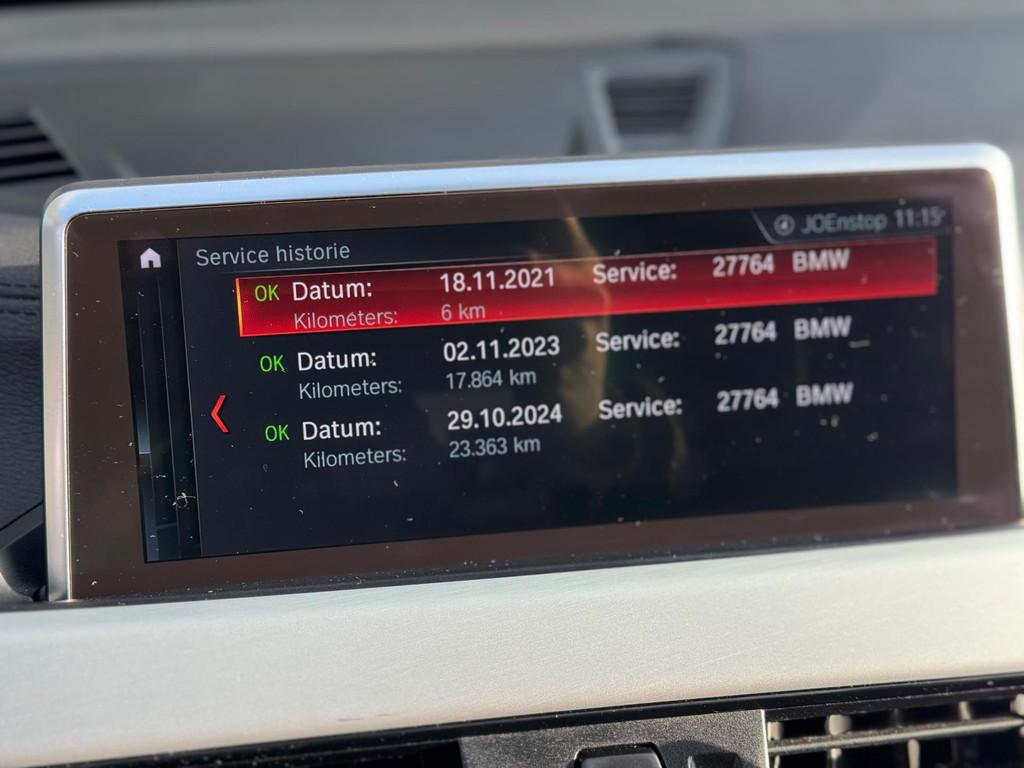 JOEnstop 11:15
Service historie
OK Datum: 18.11.2021 Service: 27764 BMW
Kilometers: 6 km
OK Datum: 02.11.2023 Service: 27764 BMW
Kilometers: 17.864 km
OK Datum: 29.10.2024 Service: 27764 BMW
Kilometers: 23.363 km